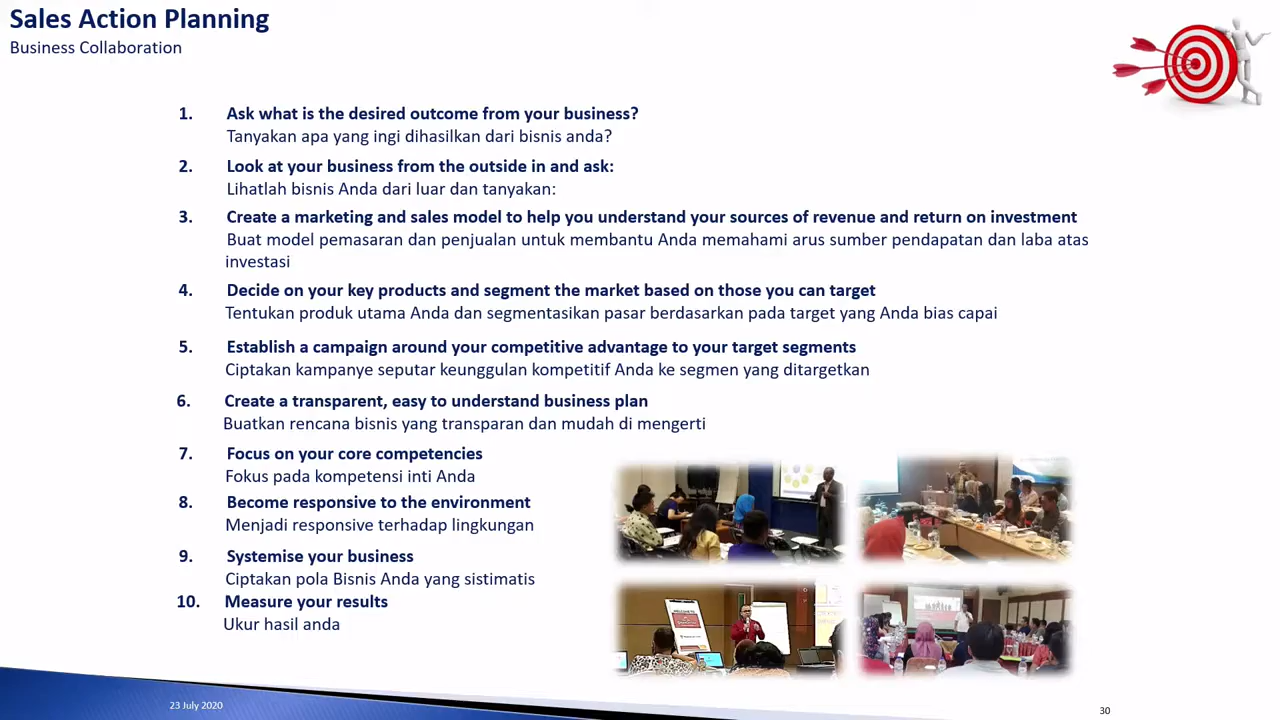 Sales Action Planning
Business Collaboration
1. Ask what is the desired outcome from your business?
Tanyakan apa yang ingi dihasilkan dari bisnis anda?
2. Look at your business from the outside in and ask:
Lihatlah bisnis Anda dari luar dan tanyakan:
3. Create a marketing and sales model to help you understand your sources of revenue and return on investment
Buat model pemasaran dan penjualan untuk membantu Anda memahami arus sumber pendapatan dan laba atas
investasi
4. Decide on your key products and segment the market based on those you can target
Tentukan produk utama Anda dan segmentasikan pasar berdasarkan pada target yang Anda bias capai
5. Establish a campaign around your competitive advantage to your target segments
Ciptakan kampanye seputar keunggulan kompetitif Anda ke segmen yang ditargetkan
6. Create a transparent, easy to understand business plan
Buatkan rencana bisnis yang transparan dan mudah di mengerti
7. Focus on your core competencies
Fokus pada kompetensi inti Anda
8. Become responsive to the environment
Menjadi responsive terhadap lingkungan
9. Systemise your business
Ciptakan pola Bisnis Anda yang sistimatis
10. Measure your results
Ukur hasil anda
23 July 2020
30